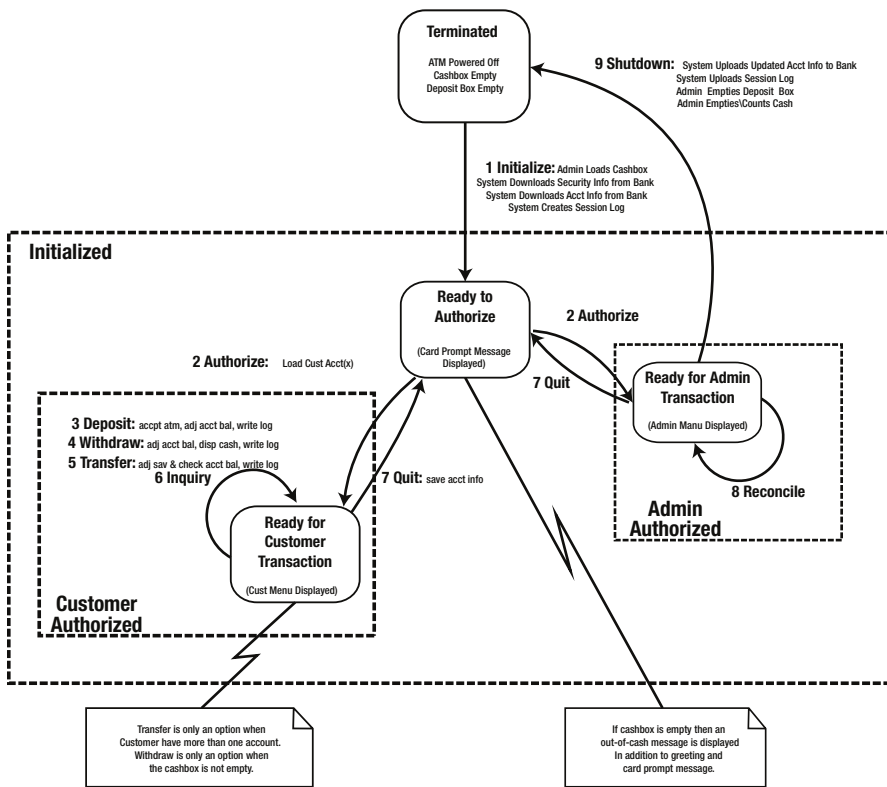 Terminated
ATM Powered Off
Cashbox Empty
Deposit Box Empty
9 Shutdown: System Uploads Updated Acct Info to Bank
System Uploads Session Log
Admin Empties Deposit Box
Admin Empties\Counts Cash
1 Initialize: Admin Loads Cashbox
System Downloads Security Info from Bank
System Downloads Acct Info from Bank
System Creates Session Log
Initialized
Ready to
Authorize
(Card Prompt Message
Displayed)
2 Authorize
7 Quit
Ready for Admin
Transaction
(Admin Manu Displayed)
8 Reconcile
Admin
Authorized
2 Authorize: Load Cust Acct(x)
3 Deposit: accpt atm, adj acct bal, write log
4 Withdraw: adj acct bal, disp cash, write log
5 Transfer: adj sav & check acct bal, write log
6 Inquiry
7 Quit: save acct info
Ready for
Customer
Transaction
(Cust Menu Displayed)
Customer
Authorized
Transfer is only an option when
Customer have more than one account.
Withdraw is only an option when
the cashbox is not empty.
If cashbox is empty then an
out-of-cash message is displayed
In addition to greeting and
card prompt message.